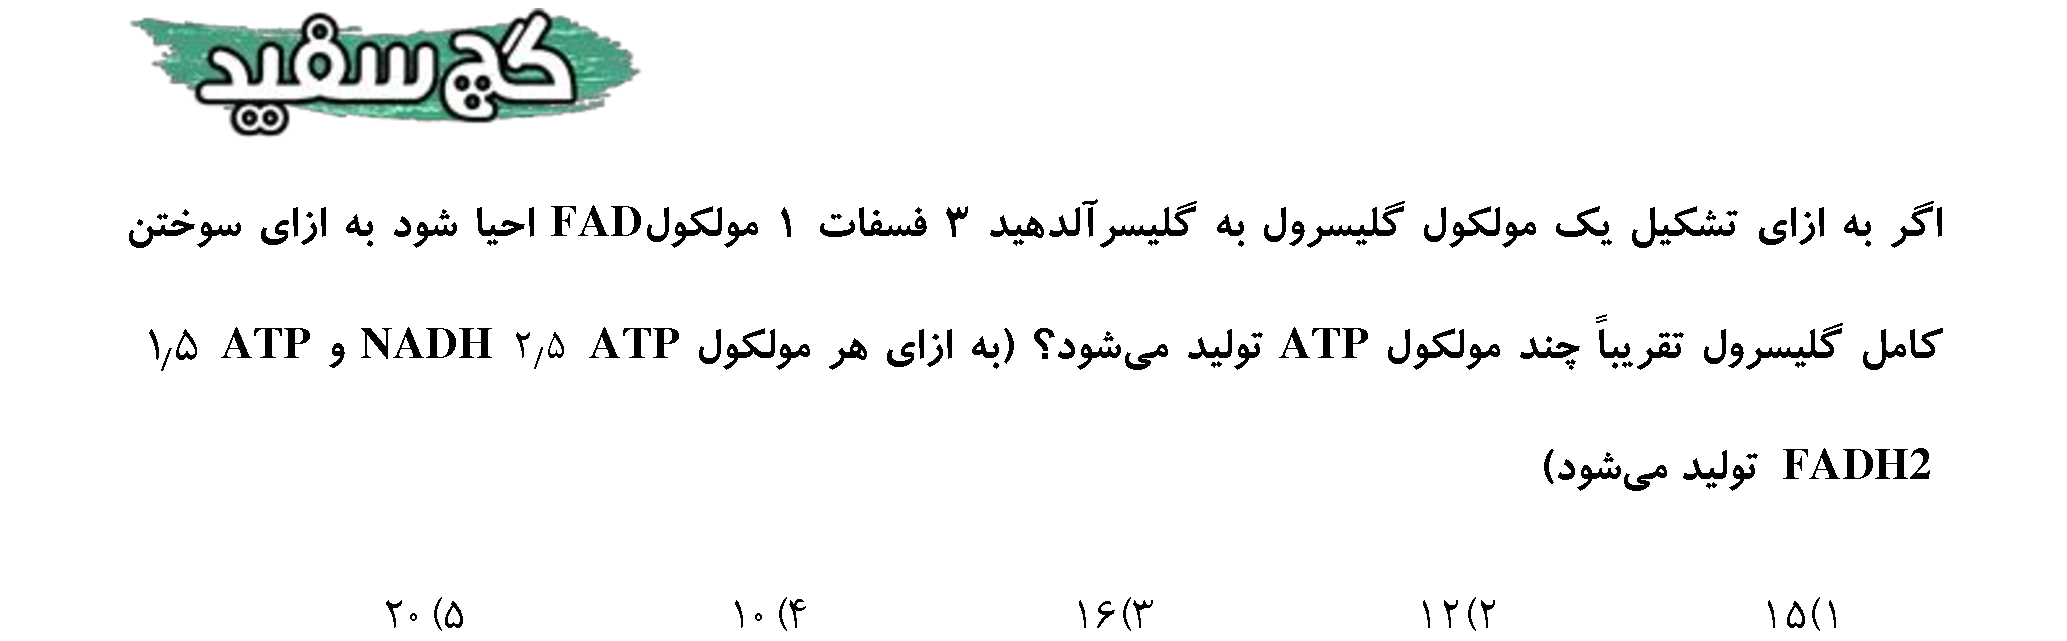 گچ سفید
اگر به ازای تشکیل یک مولکول گلیسرول به گلیسرآلدهید ۳ فسفات ۱ مولکولFAD احیا شود به ازای سوختن
کامل گلیسرول تقریباً چند مولکول ATP تولید می‌شود؟ (به ازای هر مولکول NADH ۲٫۵ ATP و ۱٫۵ ATP
FADH2 تولید می‌شود)
۱)۱۵ ۲)۱۲ ۳)۱۶ ۴) ۱۰ ۵) ۲۰